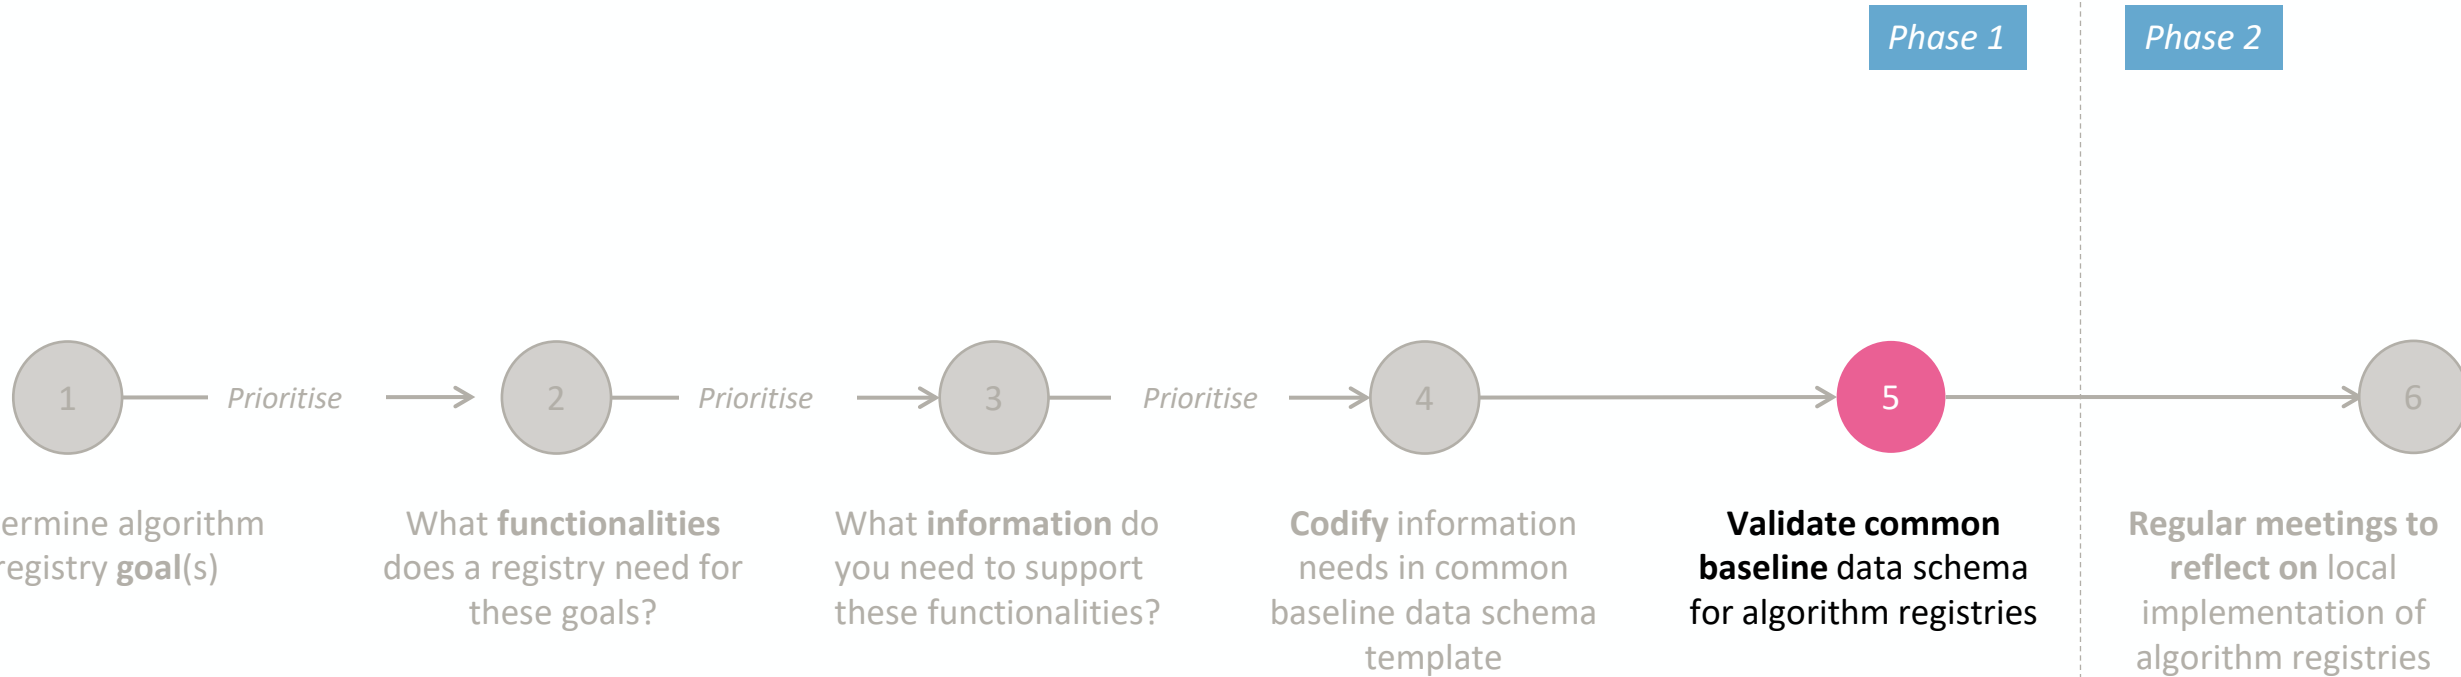 Phase 1
Phase 2
1
Prioritise
2
Prioritise
3
Prioritise
4
5
6
ermine algorithm
registry goal(s)
What functionalities
does a registry need for
these goals?
What information do
you need to support
these functionalities?
Codify information
needs in common
baseline data schema
template
Validate common
baseline data schema
for algorithm registries
Regular meetings to
reflect on local
implementation of
algorithm registries